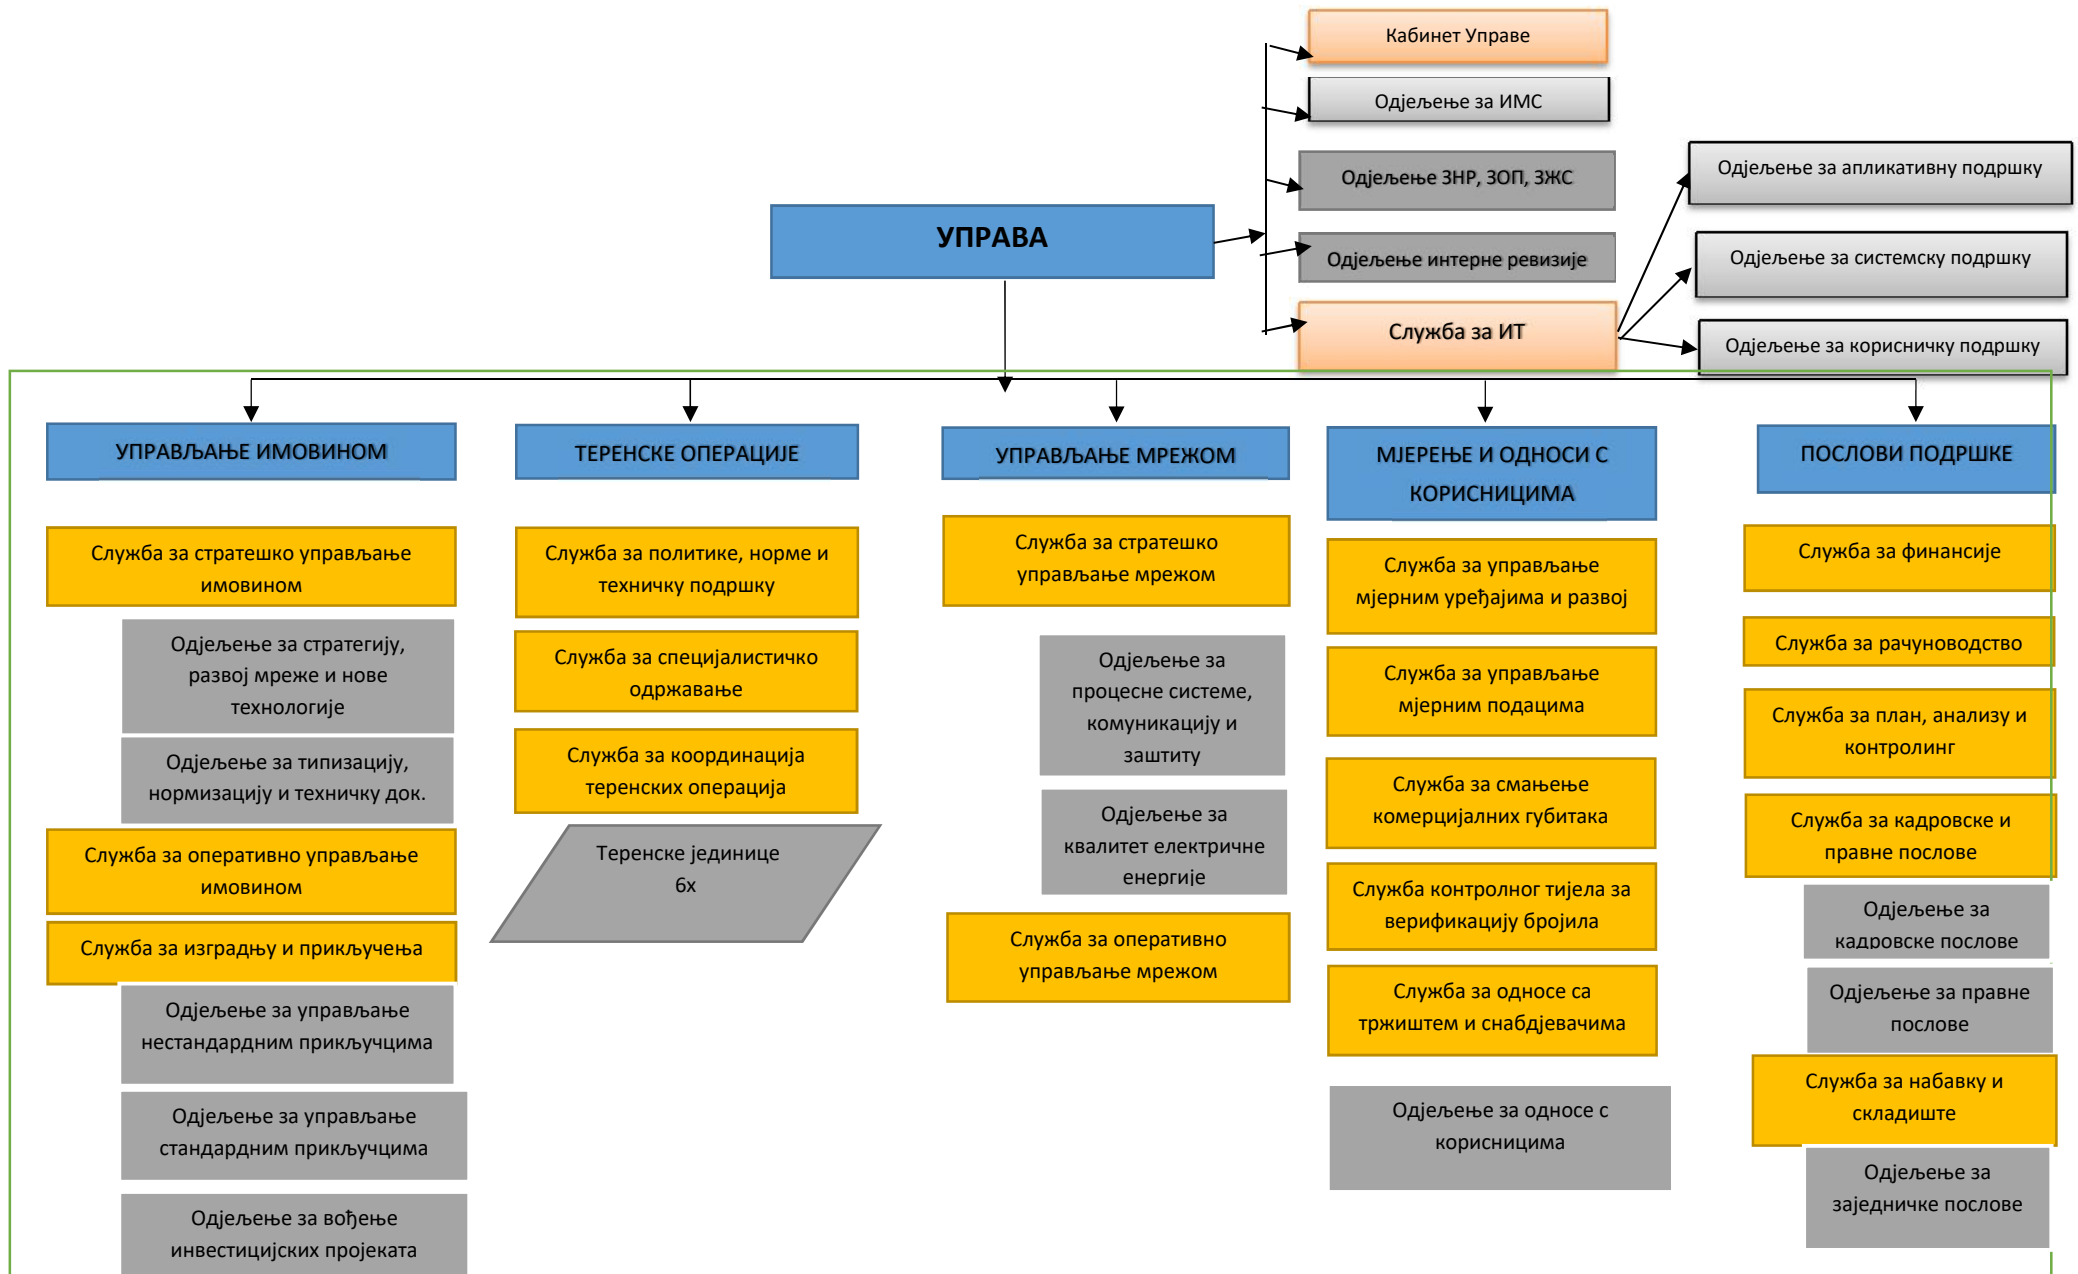 Кабинет Управе
Одјељење за ИМС
Одјељење ЗНР, ЗОП, ЗЖС
Одјељење интерне ревизије
Служба за ИТ
Одјељење за апликативну подршку
Одјељење за системску подршку
Одјељење за корисничку подршку
УПРАВА
УПРАВЉАЊЕ ИМОВИНОМ
Служба за стратешко управљање
имовином
Одјељење за стратегију,
развој мреже и нове
технологије
Одјељење за типизацију,
нормизацију и техничку док.
Служба за оперативно управљање
имовином
Служба за изградњу и прикључења
Одјељење за управљање
нестандардним прикључцима
Одјељење за управљање
стандардним прикључцима
Одјељење за вођење
инвестицијских пројеката
ТЕРЕНСКЕ ОПЕРАЦИЈЕ
Служба за политике, норме и
техничку подршку
Служба за специјалистичко
одржавање
Служба за координација
теренских операција
Теренске јединице
6х
УПРАВЉАЊЕ МРЕЖОМ
Служба за стратешко
управљање мрежом
Одјељење за
процесне системе,
комуникацију и
заштиту
Одјељење за
квалитет електричне
енергије
Служба за оперативно
управљање мрежом
МЈЕРЕЊЕ И ОДНОСИ С
КОРИСНИЦИМА
Служба за управљање
мјерним уређајима и развој
Служба за управљање
мјерним подацима
Служба за смањење
комерцијалних губитака
Служба контролног тијела за
верификацију бројила
Служба за односе са
тржиштем и снабдјевачима
Одјељење за односе с
корисницима
ПОСЛОВИ ПОДРШКЕ
Служба за финансије
Служба за рачуноводство
Служба за план, анализу и
контролинг
Служба за кадровске и
правне послове
Одјељење за
кадровске послове
Одјељење за правне
послове
Служба за набавку и
складиште
Одјељење за
заједничке послове